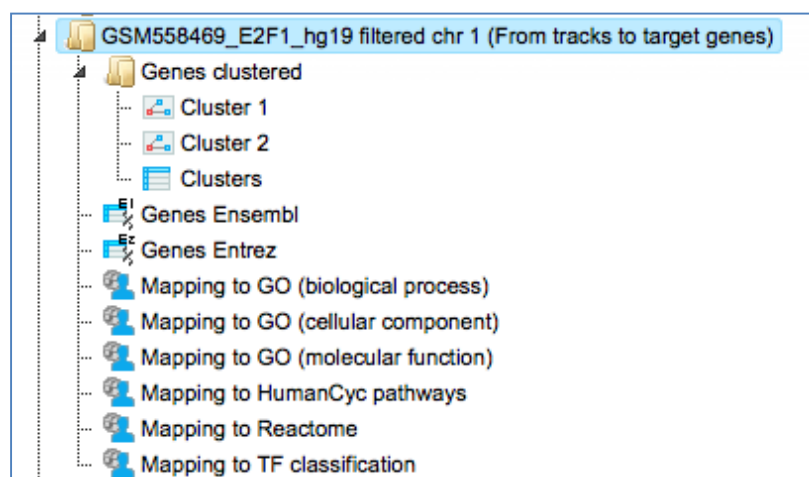 GSM558469_E2F1_hg19 filtered chr 1 (From tracks to target genes)
Genes clustered
Cluster 1
Cluster 2
Clusters
El Genes Ensembl
Ez Genes Entrez
Mapping to GO (biological process)
Mapping to GO (cellular component)
Mapping to GO (molecular function)
Mapping to HumanCyc pathways
Mapping to Reactome
Mapping to TF classification